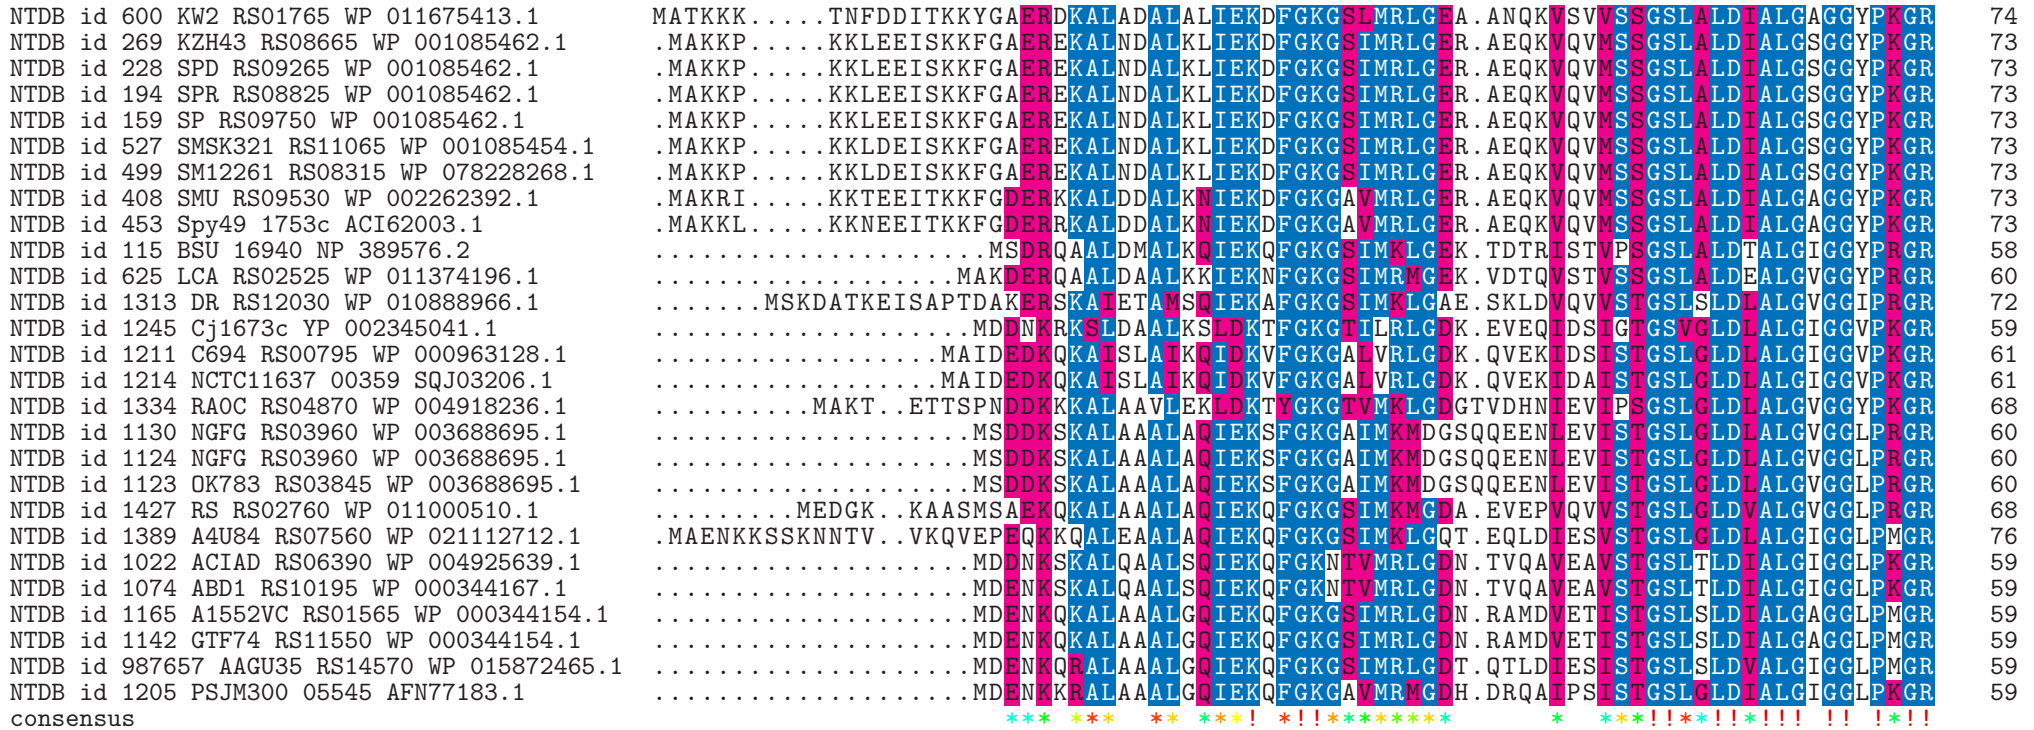 NTDB id 600 KW2 RS01765 WP 011675413.1 MATKKK.....TNFDDITKKYGAERDKALADALALIEKDFGKGSLMRLGEA.ANQKVSVVSSGSLALDIALGAGGYPKGR 74
NTDB id 269 KZH43 RS08665 WP 001085462.1 .MAKKP.....KKLEEISKKFGAEREKALNDALKLIEKDFGKGSIMRLGER.AEQKVQVMSSGSLALDIALGSGGYPKGR 73
NTDB id 228 SPD RS09265 WP 001085462.1 .MAKKP.....KKLEEISKKFGAEREKALNDALKLIEKDFGKGSIMRLGER.AEQKVQVMSSGSLALDIALGSGGYPKGR 73
NTDB id 194 SPR RS08825 WP 001085462.1 .MAKKP.....KKLEEISKKFGAEREKALNDALKLIEKDFGKGSIMRLGER.AEQKVQVMSSGSLALDIALGSGGYPKGR 73
NTDB id 159 SP RS09750 WP 001085462.1 .MAKKP.....KKLEEISKKFGAEREKALNDALKLIEKDFGKGSIMRLGER.AEQKVQVMSSGSLALDIALGSGGYPKGR 73
NTDB id 527 SMSK321 RS11065 WP 001085454.1 .MAKKP.....KKLDEISKKFGAEREKALNDALKLIEKDFGKGSIMRLGER.AEQKVQVMSSGSLALDIALGSGGYPKGR 73
NTDB id 499 SM12261 RS08315 WP 078228268.1 .MAKKP.....KKLDEISKKFGAEREKALNDALKLIEKDFGKGSIMRLGER.AEQKVQVMSSGSLALDIALGSGGYPKGR 73
NTDB id 408 SMU RS09530 WP 002262392.1 .MAKRI.....KKTEEITKKFGDERKKALDDALKNIEKDFGKGAVMRLGER.AEQKVQVMSSGSLALDIALGAGGYPKGR 73
NTDB id 453 Spy49 1753c ACI62003.1 .MAKKL.....KKNEEITKKFGDERRKALDDALKNIEKDFGKGAVMRLGER.AEQKVQVMSSGSLALDIALGAGGYPKGR 73
NTDB id 115 BSU 16940 NP 389576.2 .....................MSDRQAALDMALKQIEKQFGKGSIMKLGEK.TDTRISTVPSGSLALDTALGIGGYPRGR 58
NTDB id 625 LCA RS02525 WP 011374196.1 ...................MAKDERQAALDAALKKIEKNFGKGSIMRMGEK.VDTQVSTVSSGSLALDEALGVGGYPRGR 60
NTDB id 1313 DR RS12030 WP 010888966.1 .......MSKDATKEISAPTDAKERSKAIETAMSQIEKAFGKGSIMKLGAE.SKLDVQVVSTGSLSLDLALGVGGIPRGR 72
NTDB id 1245 Cj1673c YP 002345041.1 ....................MDDNKRKSLDAALKSLDKTFGKGTILRLGDK.EVEQIDSIGTGSVGLDLALGIGGVPKGR 59
NTDB id 1211 C694 RS00795 WP 000963128.1 ..................MAIDEDKQKAISLAIKQIDKVFGKGALVRLGDK.QVEKIDSISTGSLGLDLALGIGGVPKGR 61
NTDB id 1214 NCTC11637 00359 SQJ03206.1 ..................MAIDEDKQKAISLAIKQIDKVFGKGALVRLGDK.QVEKIDAISTGSLGLDLALGIGGVPKGR 61
NTDB id 1334 RA0C RS04870 WP 004918236.1 ..........MAKT..ETTSPNDDKKKALAAVLEKLDKTYGKGTVMKLGDGTVDHNIEVIPSGSLGLDLALGVGGYPKGR 68
NTDB id 1130 NGFG RS03960 WP 003688695.1 ....................MSDDKSKALAAALAQIEKSFGKGAIMKMDGSQQEENLEVISTGSLGLDLALGVGGLPRGR 60
NTDB id 1124 NGFG RS03960 WP 003688695.1 ....................MSDDKSKALAAALAQIEKSFGKGAIMKMDGSQQEENLEVISTGSLGLDLALGVGGLPRGR 60
NTDB id 1123 OK783 RS03845 WP 003688695.1 ....................MSDDKSKALAAALAQIEKSFGKGAIMKMDGSQQEENLEVISTGSLGLDLALGVGGLPRGR 60
NTDB id 1427 RS RS02760 WP 011000510.1 .........MEDGK..KAASMSAEKQKALAAALAQIEKQFGKGSIMKMGDA.EVEPVQVVSTGSLGLDVALGVGGLPRGR 68
NTDB id 1389 A4U84 RS07560 WP 021112712.1 .MAENKKSSKNNTV..VKQVEPEQKKQALEAALAQIEKQFGKGSIMKLGQT.EQLDIESVSTGSLGLDLALGIGGLPMGR 76
NTDB id 1022 ACIAD RS06390 WP 004925639.1 ....................MDDNKSKALQAALSQIEKQFGKNTVMRLGDN.TVQAVEAVSTGSLTLDIALGIGGLPKGR 59
NTDB id 1074 ABD1 RS10195 WP 000344167.1 ....................MDENKSKALQAALSQIEKQFGKNTVMRLGDN.TVQAVEAVSTGSLTLDIALGIGGLPKGR 59
NTDB id 1165 A1552VC RS01565 WP 000344154.1 ....................MDENKQKALAAALGQIEKQFGKGSIMRLGDN.RAMDVETISTGSLSLDIALGAGGLPMGR 59
NTDB id 1142 GTF74 RS11550 WP 000344154.1 ....................MDENKQKALAAALGQIEKQFGKGSIMRLGDN.RAMDVETISTGSLSLDIALGAGGLPMGR 59
NTDB id 987657 AAGU35 RS14570 WP 015872465.1 ....................MDENKQRALAAALGQIEKQFGKGSIMRLGDT.QTLDIESISTGSLSLDVALGIGGLPMGR 59
NTDB id 1205 PSJM300 05545 AFN77183.1 ....................MDENKKRALAAALGQIEKQFGKGAVMRMGDH.DRQAIPSISTGSLGLDIALGIGGLPKGR 59
consensus *** ***  ** ***! *!!********      *  ***!!**!!*!!! !! !*!!